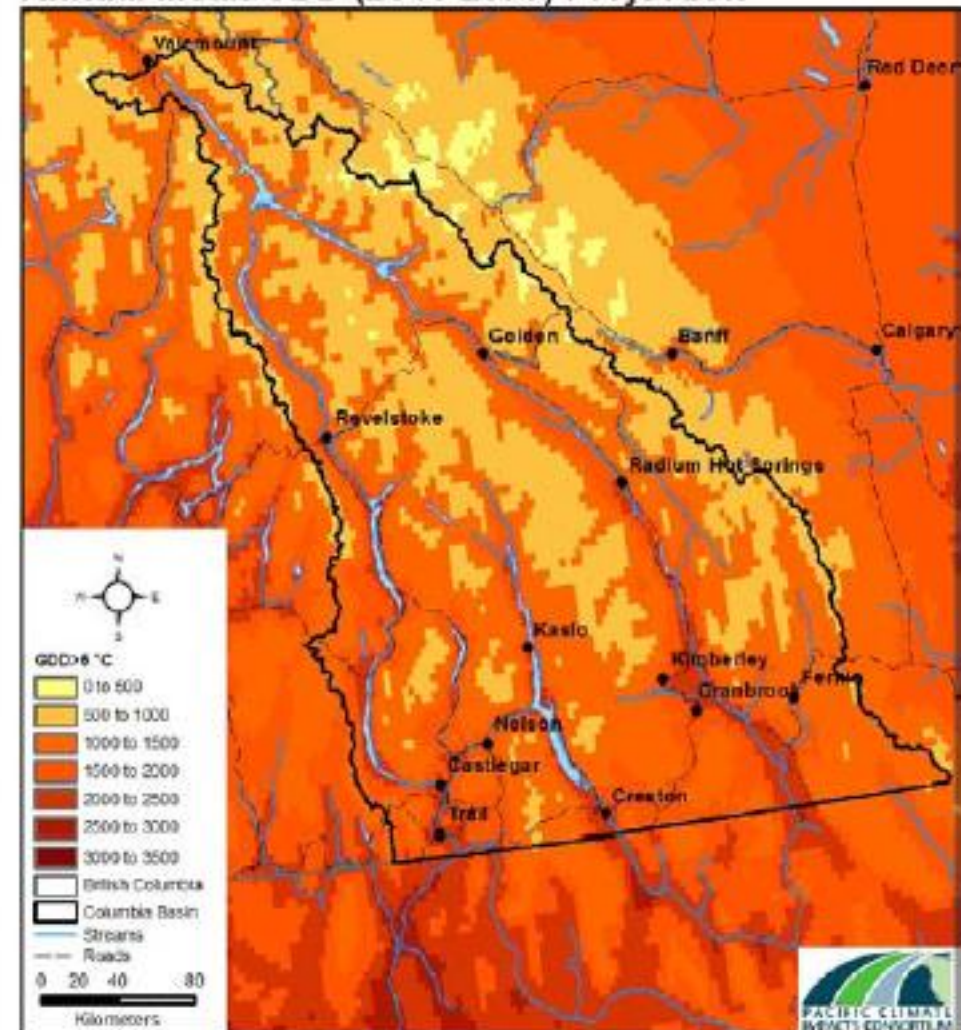 Valemount
Red Deer
Golden
Banff
Calgary
Revelstoke
Radium Hot Springs
Kaslo
Kimberley
Cranbrook
Fernie
Nelson
Castlegar
Trail
Creston
N
W
E
S
GDD>5 °C
0 to 500
500 to 1000
1000 to 1500
1500 to 2000
2000 to 2500
2500 to 3000
3000 to 3500
British Columbia
Columbia Basin
Streams
Roads
0 20 40 80
Kilometers
PACIFIC CLIMATE
IMPACTS CONSORTIUM